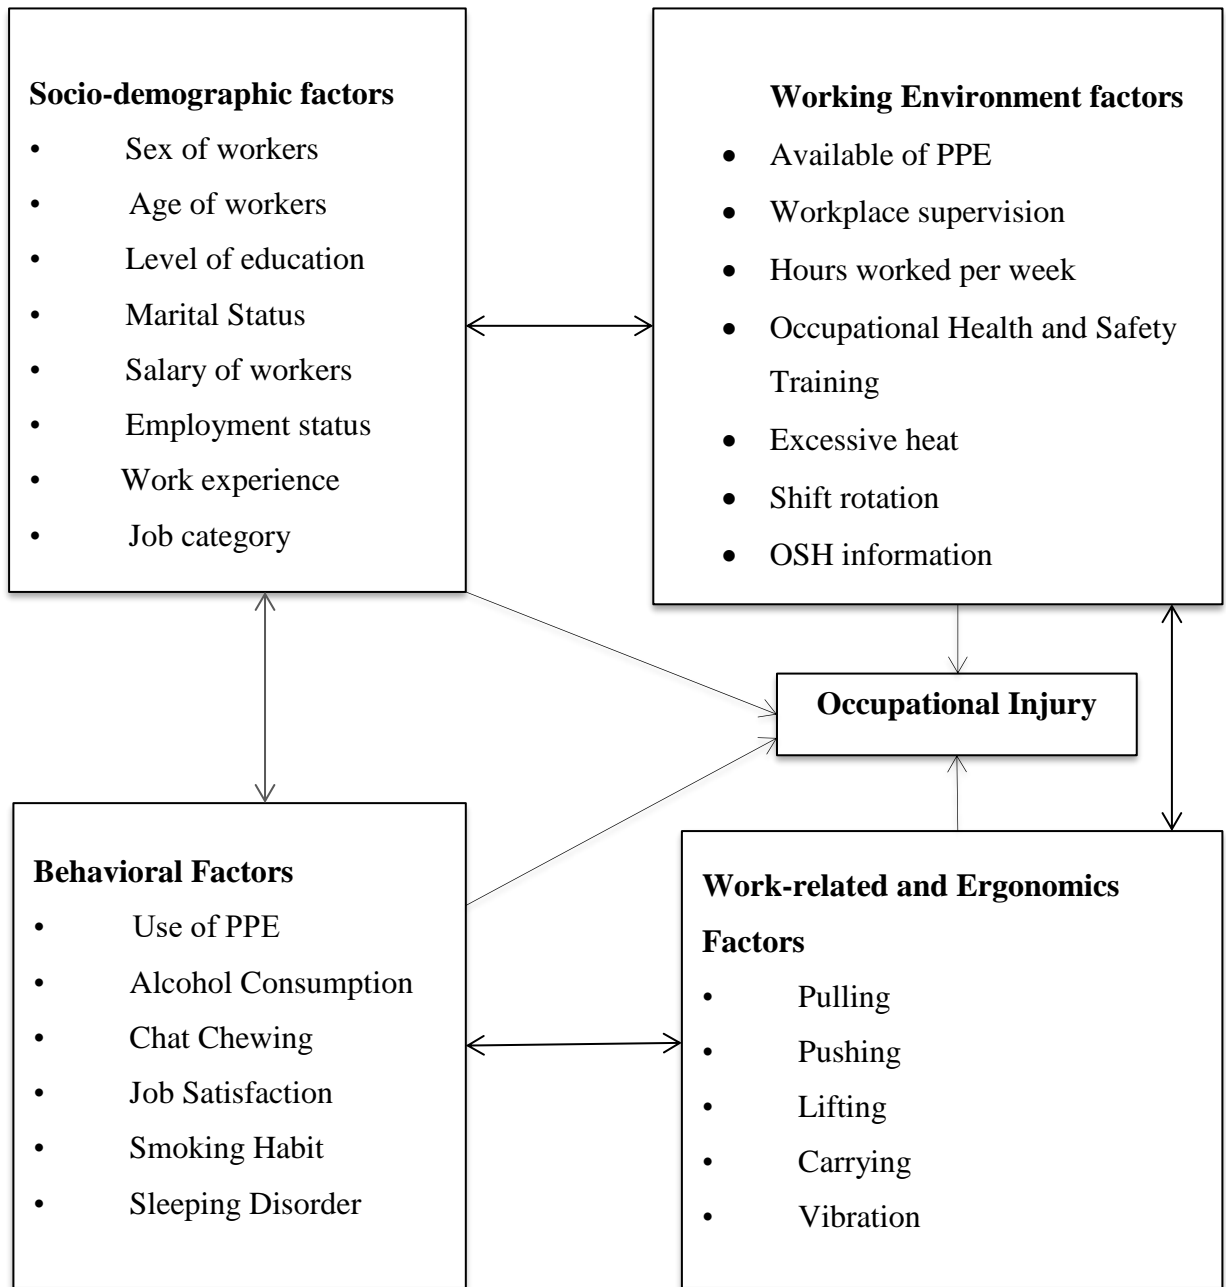 Socio-demographic factors
• Sex of workers
• Age of workers
• Level of education
• Marital Status
• Salary of workers
• Employment status
• Work experience
• Job category
Working Environment factors
• Available of PPE
• Workplace supervision
• Hours worked per week
• Occupational Health and Safety
Training
• Excessive heat
• Shift rotation
• OSH information
Occupational Injury
Behavioral Factors
• Use of PPE
• Alcohol Consumption
• Chat Chewing
• Job Satisfaction
• Smoking Habit
• Sleeping Disorder
Work-related and Ergonomics
Factors
• Pulling
• Pushing
• Lifting
• Carrying
• Vibration